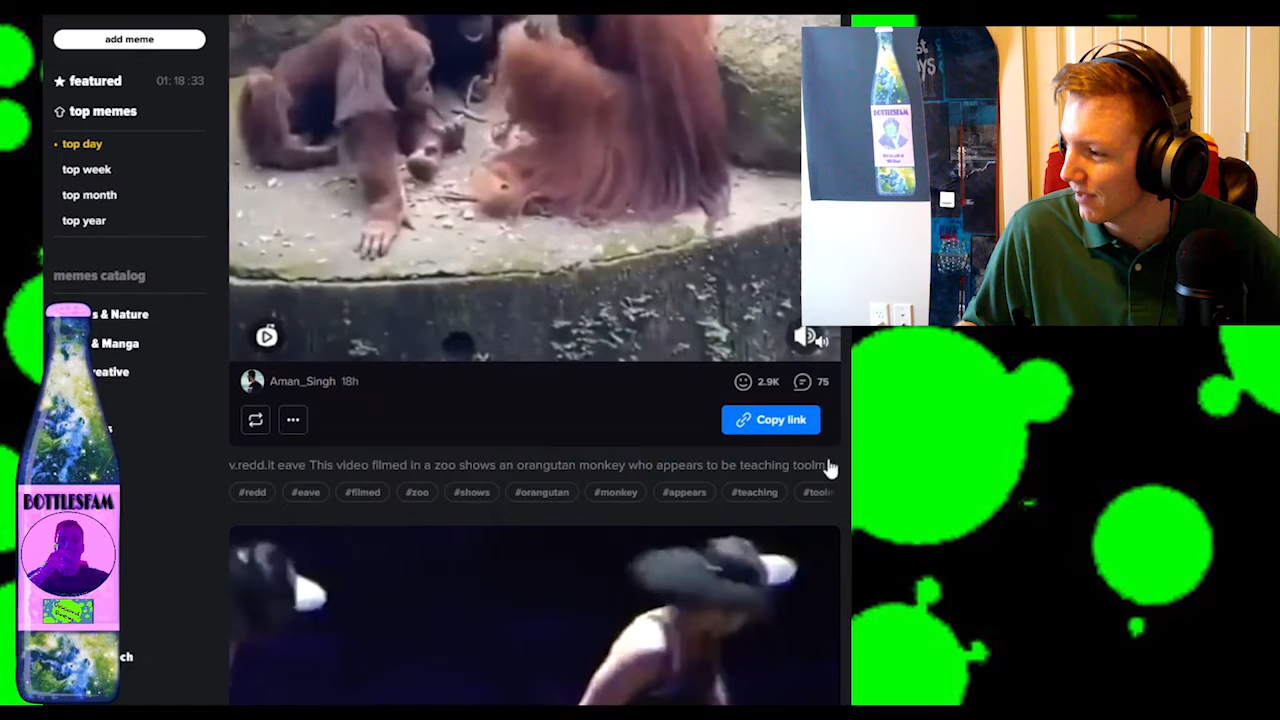 add meme
featured 01:18:33
top memes
top day
top week
top month
top year
memes catalog
s & Nature
& Manga
reative
s
ch
BOTTLESFAM
Aman_Singh 18h
2.9K 75
Copy link
v.redd.it eave This video filmed in a zoo shows an orangutan monkey who appears to be teaching toolm
#redd #eave #filmed #zoo #shows #orangutan #monkey #appears #teaching #toolm
BOTTLESFAM